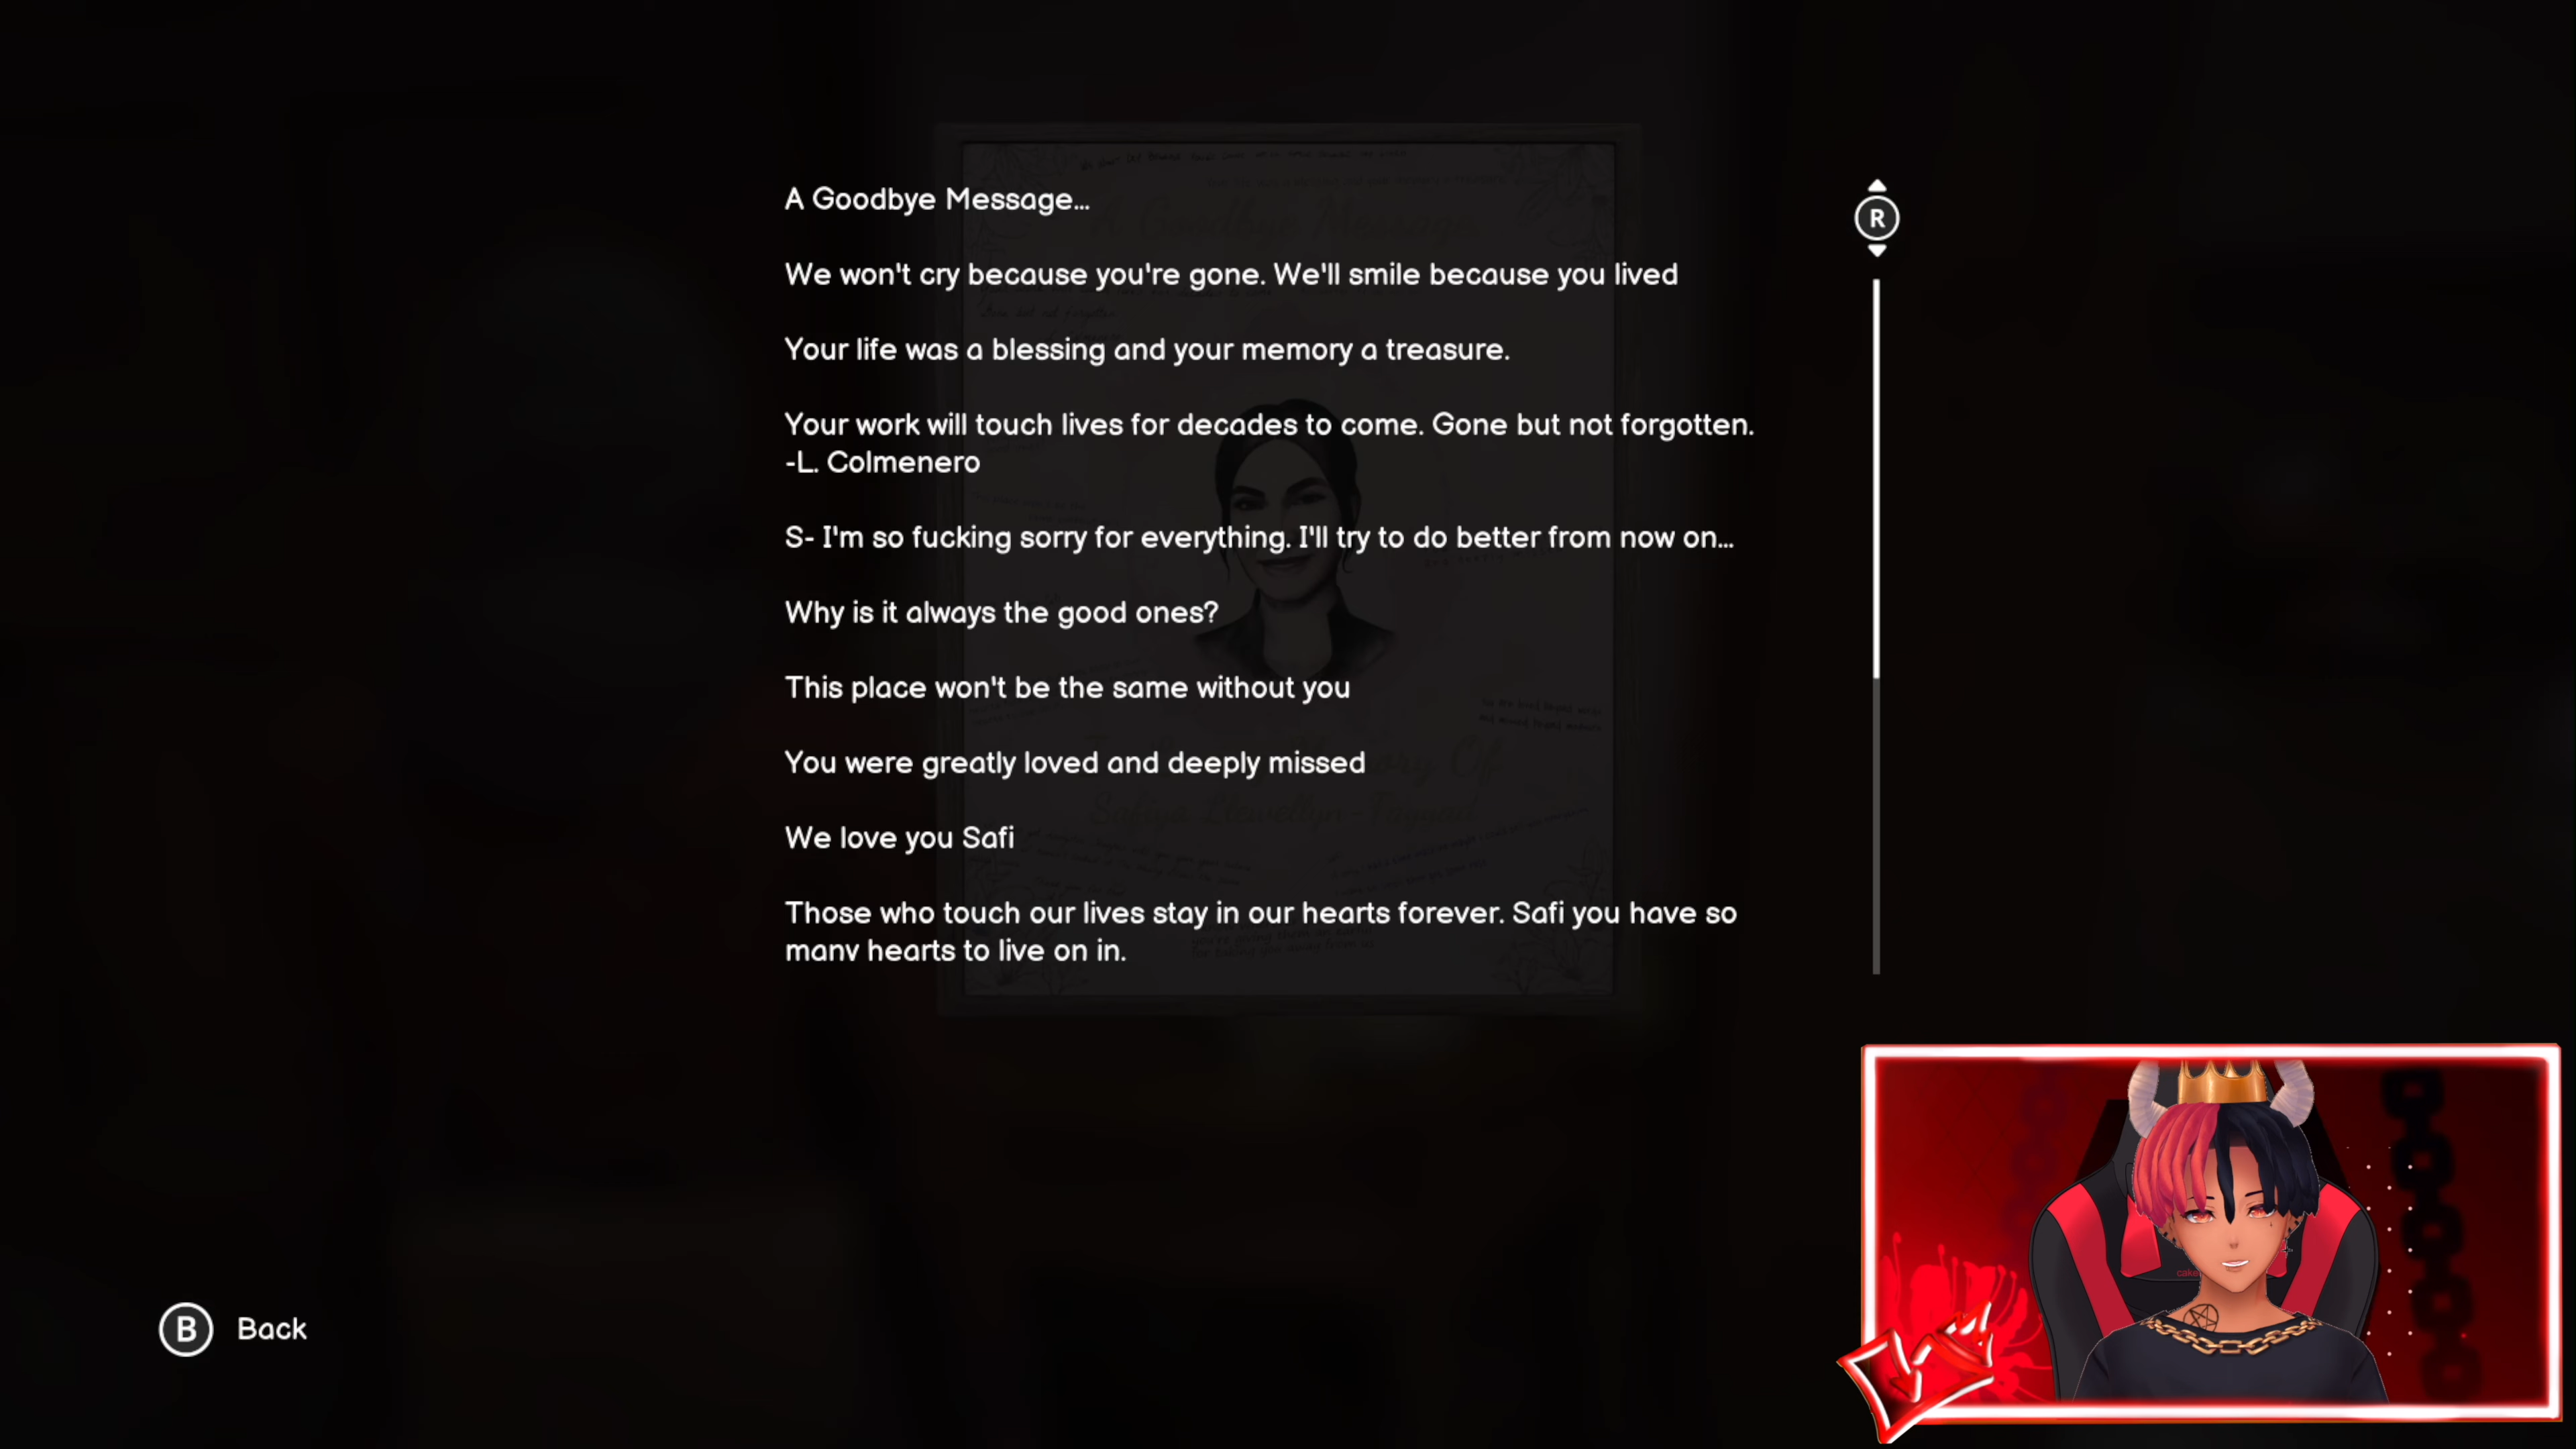 A Goodbye Message...
We won't cry because you're gone. We'll smile because you lived
Your life was a blessing and your memory a treasure.
Your work will touch lives for decades to come. Gone but not forgotten.
-L. Colmenero
S- I'm so fucking sorry for everything. I'll try to do better from now on...
Why is it always the good ones?
This place won't be the same without you
You were greatly loved and deeply missed
We love you Safi
Those who touch our lives stay in our hearts forever. Safi you have so
many hearts to live on in.
R
B Back